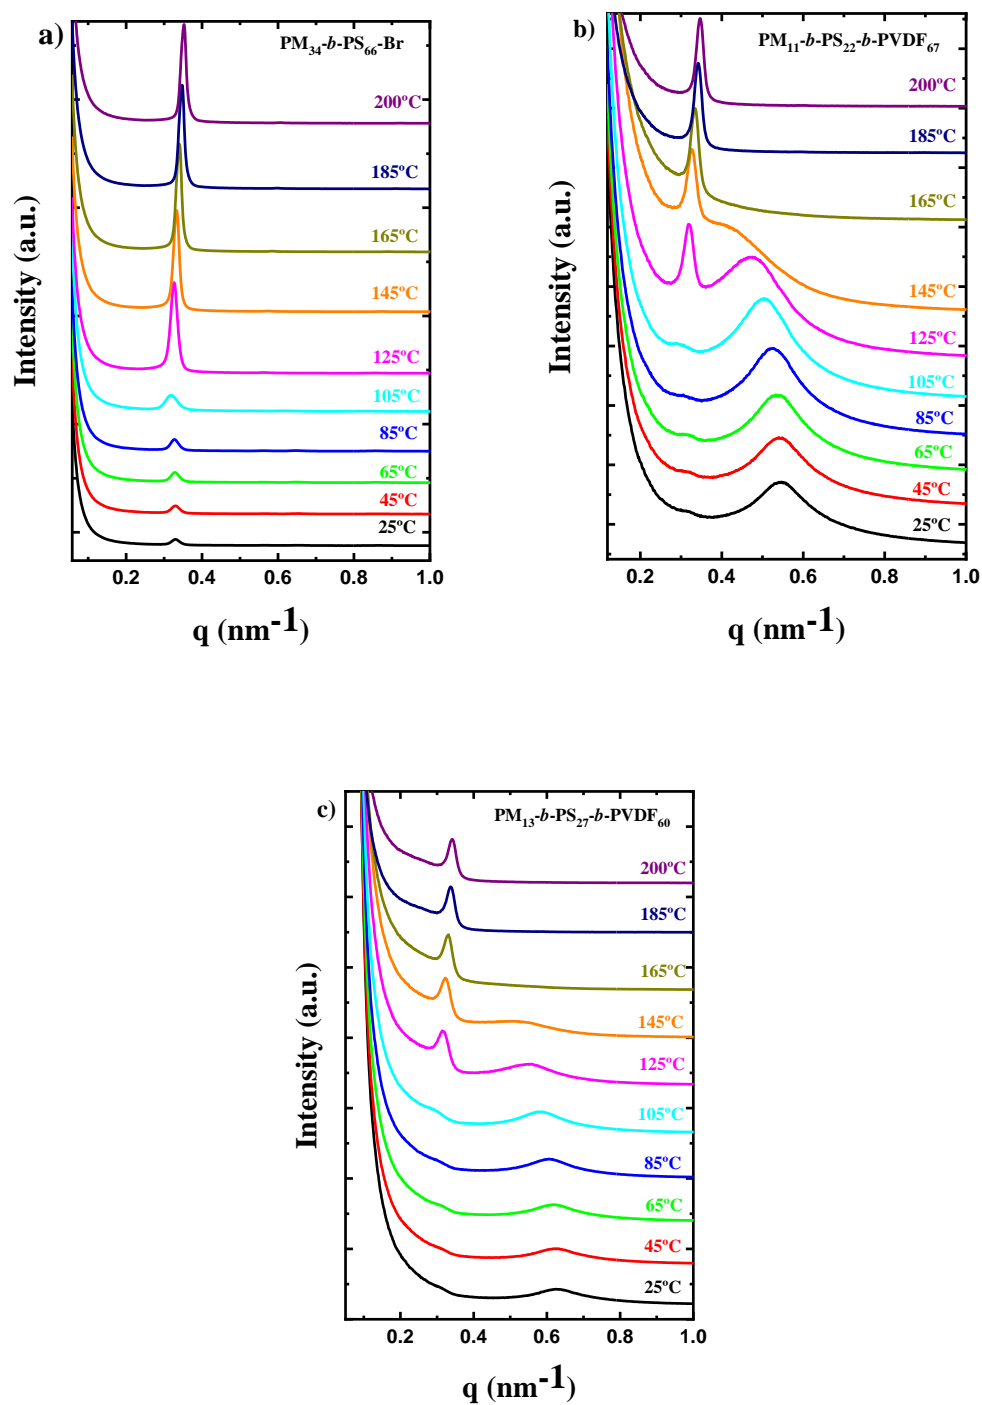 a)
PM34-b-PS66-Br
200ºC
185ºC
165ºC
145ºC
125ºC
105ºC
85ºC
65ºC
45ºC
25ºC
Intensity (a.u.)
0.2 0.4 0.6 0.8 1.0
q (nm-1)
b)
PM11-b-PS22-b-PVDF67
200ºC
185ºC
165ºC
145ºC
125ºC
105ºC
85ºC
65ºC
45ºC
25ºC
Intensity (a.u.)
0.2 0.4 0.6 0.8 1.0
q (nm-1)
c)
PM13-b-PS27-b-PVDF60
200ºC
185ºC
165ºC
145ºC
125ºC
105ºC
85ºC
65ºC
45ºC
25ºC
Intensity (a.u.)
0.2 0.4 0.6 0.8 1.0
q (nm-1)